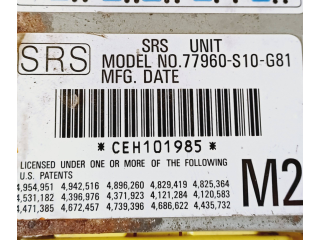 SRS
SRS UNIT
MODEL NO.77960-S10-G81
MFG. DATE
*CEH101985*
LICENSED UNDER ONE OR MORE OF THE FOLLOWING
U.S. PATENTS
4,954,951 4,942,516 4,896,260 4,829,419 4,825,364
4,531,182 4,396,976 4,371,923 4,121,284 4,120,583
4,471,385 4,672,457 4,739,396 4,686,622 4,435,732
M2